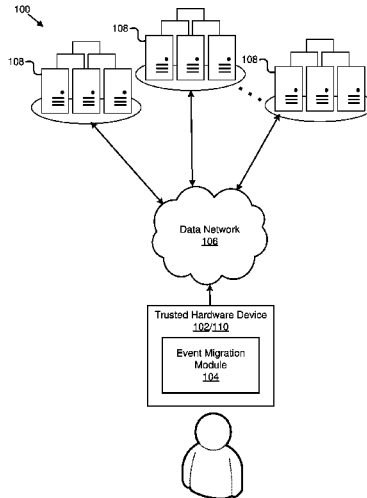 100
108
108
108
Data Network
106
Trusted Hardware Device
102/110
Event Migration
Module
104